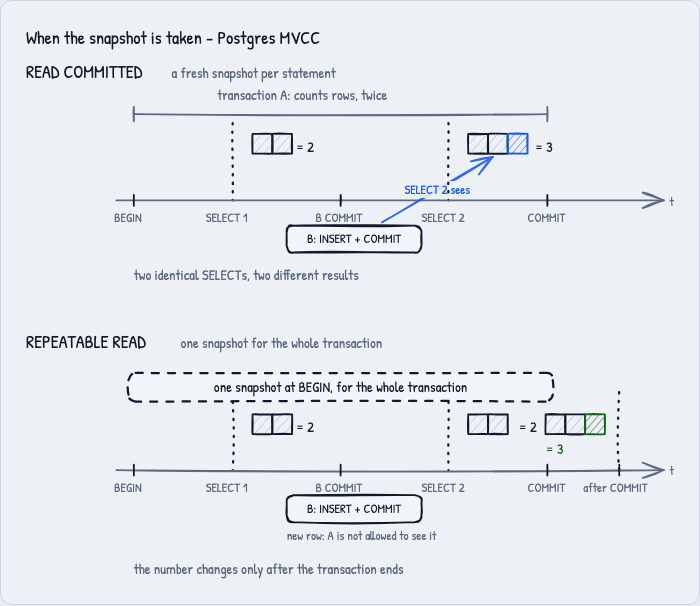 When the snapshot is taken – Postgres MVCC
READ COMMITTED
a fresh snapshot per statement
transaction A: counts rows, twice
= 2
= 3
SELECT 2 sees
t
BEGIN
SELECT 1
B COMMIT
SELECT 2
COMMIT
B: INSERT + COMMIT
two identical SELECTs, two different results
REPEATABLE READ
one snapshot for the whole transaction
one snapshot at BEGIN, for the whole transaction
= 2
= 2
= 3
t
BEGIN
SELECT 1
B COMMIT
SELECT 2
COMMIT
after COMMIT
B: INSERT + COMMIT
new row: A is not allowed to see it
the number changes only after the transaction ends